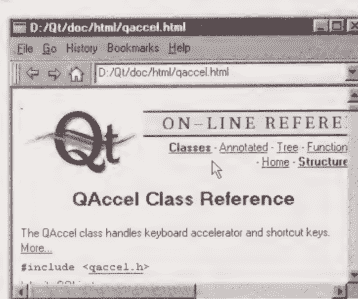 D:/Qt/doc/html/qaccel.html
File Go History Bookmarks Help
D:/Qt/doc/html/qaccel.html
Qt
ON-LINE REFERE
Classes - Annotated - Tree - Function
- Home - Structure
QAccel Class Reference
The QAccel class handles keyboard accelerator and shortcut keys.
More...
#include <qaccel.h>